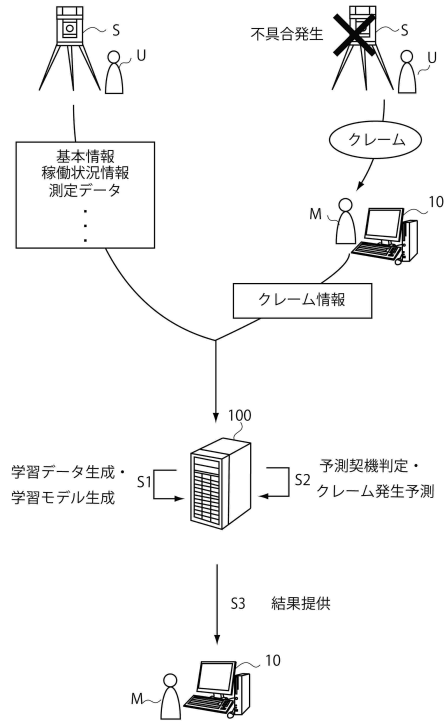 S
U
不具合発生
S
U
基本情報
稼働状況情報
測定データ
・
・
・
クレーム
M
10
クレーム情報
100
学習データ生成・
学習モデル生成
S1
S2
予測契機判定・
クレーム発生予測
S3
結果提供
10
M